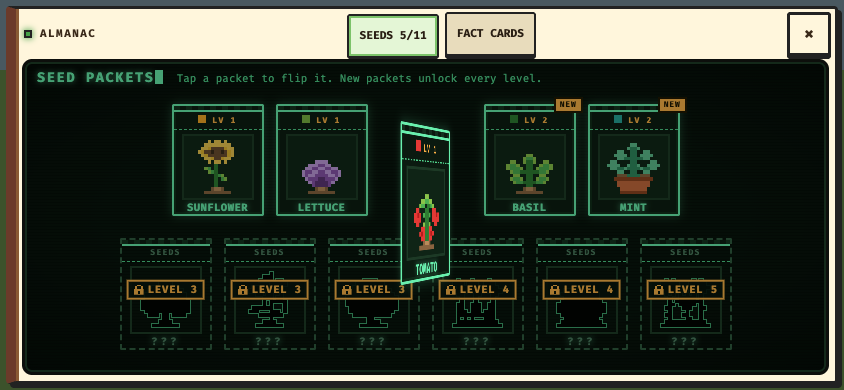 ALMANAC
SEEDS 5/11
FACT CARDS
×
SEED PACKETS
Tap a packet to flip it. New packets unlock every level.
LV 1
SUNFLOWER
LV 1
LETTUCE
LV 1
TOMATO
NEW
LV 2
BASIL
NEW
LV 2
MINT
SEEDS
LEVEL 3
???
SEEDS
LEVEL 3
???
SEEDS
LEVEL 3
???
SEEDS
LEVEL 4
???
SEEDS
LEVEL 4
???
SEEDS
LEVEL 5
???